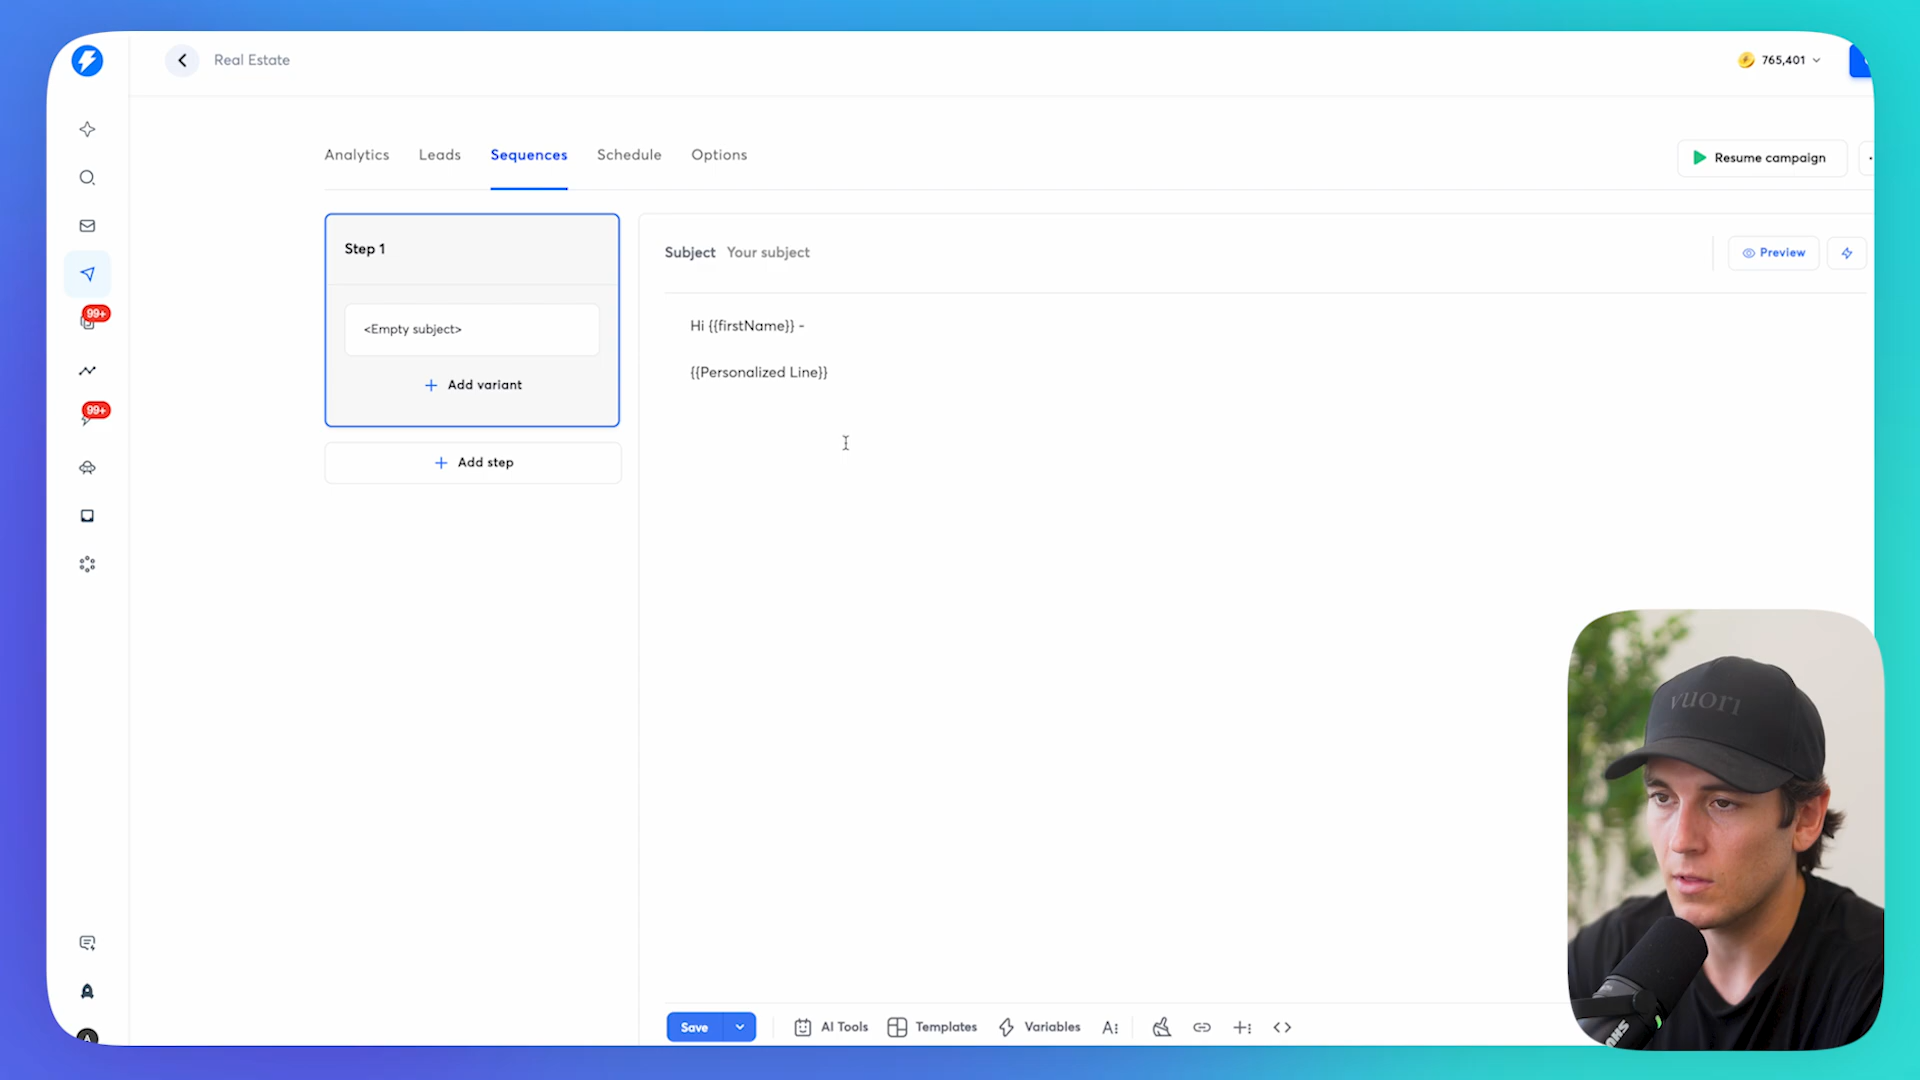 Real Estate
765,401
Analytics
Leads
Sequences
Schedule
Options
Resume campaign
Step 1
Subject Your subject
Preview
<Empty subject>
Hi {{firstName}} -
Add variant
{{Personalized Line}}
Add step
99+
99+
vuori
Save
AI Tools
Templates
Variables
A